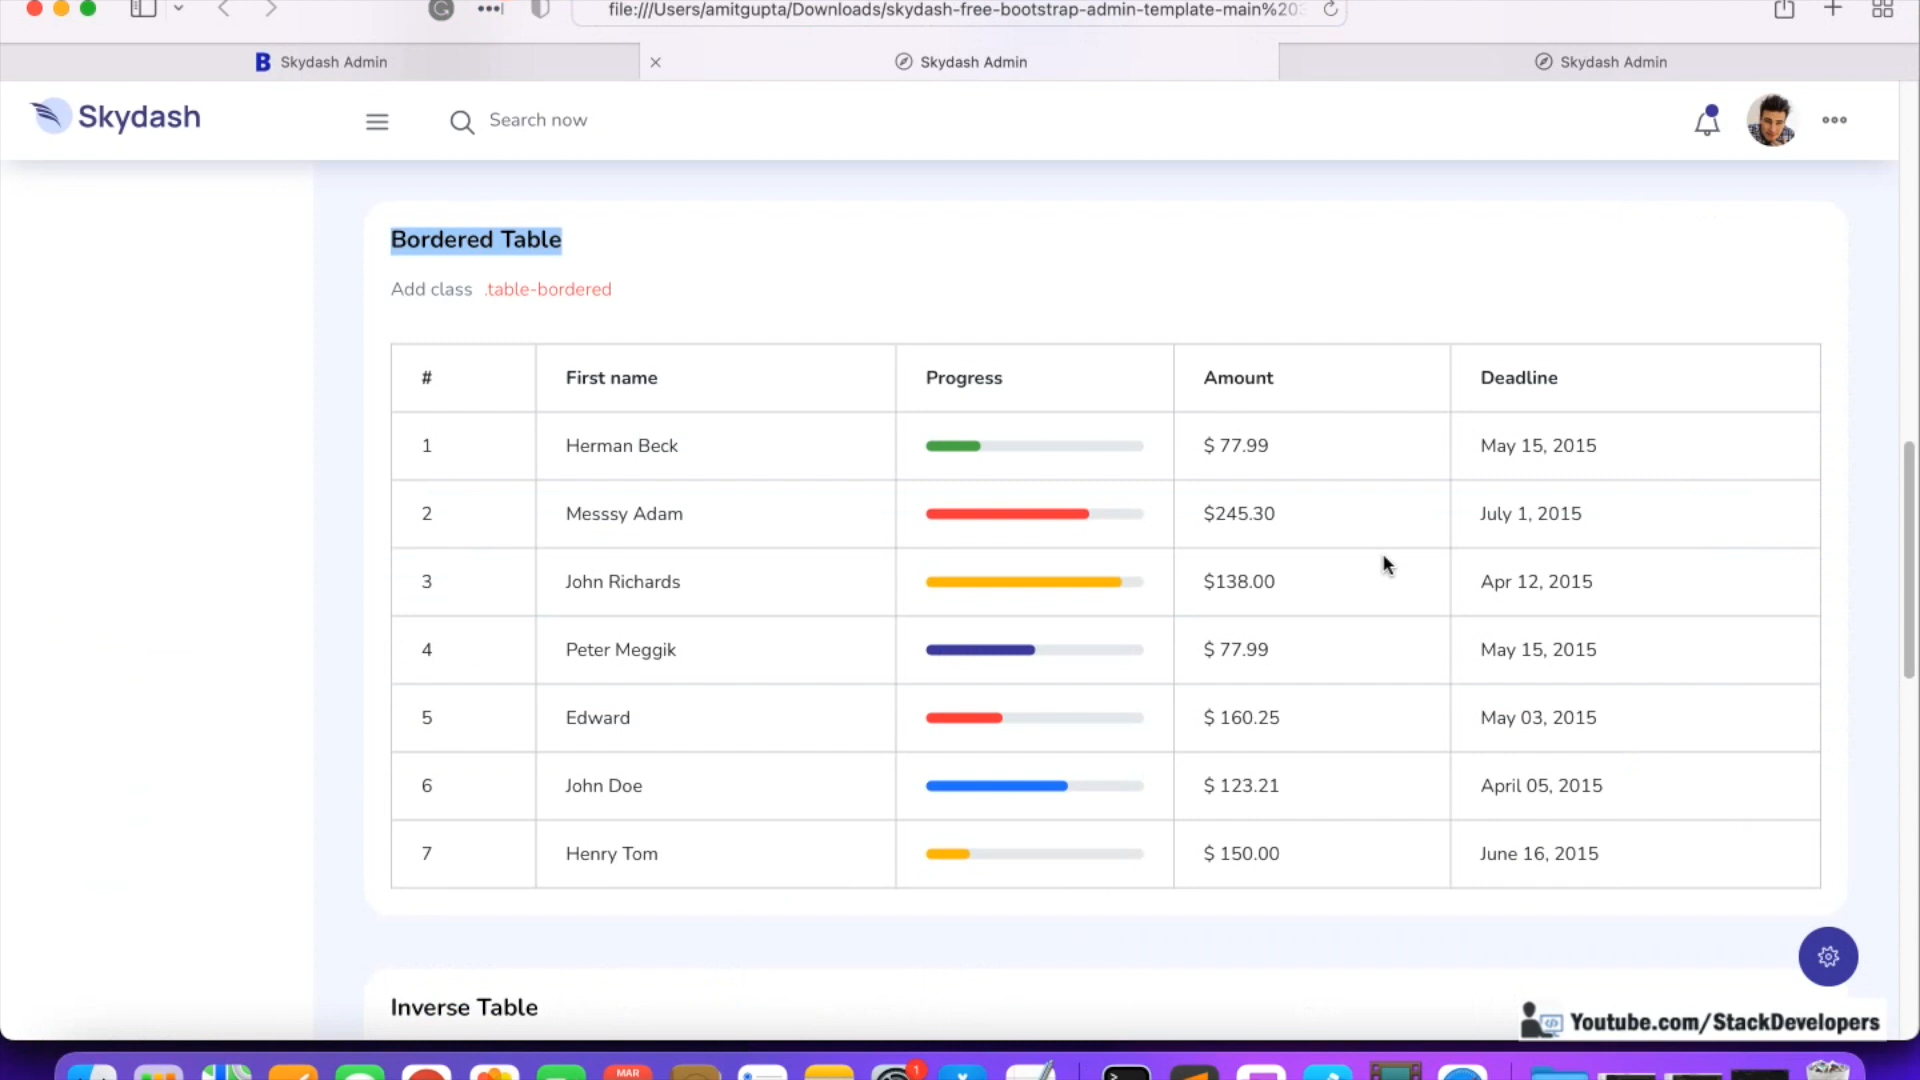 file:///Users/amitgupta/Downloads/skydash-free-bootstrap-admin-template-main%20
B Skydash Admin
Skydash Admin
Skydash Admin
Skydash
Search now
Bordered Table
Add class .table-bordered
# First name Progress Amount Deadline
1 Herman Beck $ 77.99 May 15, 2015
2 Messsy Adam $245.30 July 1, 2015
3 John Richards $138.00 Apr 12, 2015
4 Peter Meggik $ 77.99 May 15, 2015
5 Edward $ 160.25 May 03, 2015
6 John Doe $ 123.21 April 05, 2015
7 Henry Tom $ 150.00 June 16, 2015
Inverse Table
Youtube.com/StackDevelopers
MAR
1